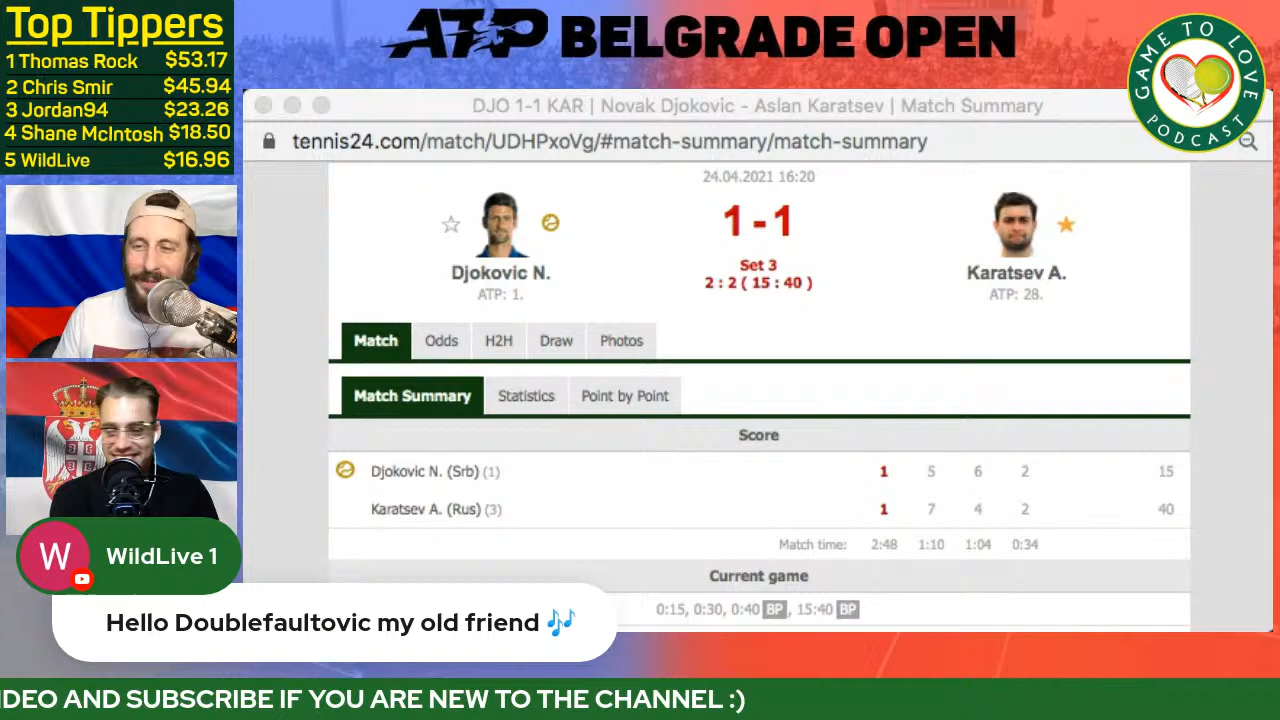 Top Tippers
1 Thomas Rock $53.17
2 Chris Smir $45.94
3 Jordan94 $23.26
4 Shane McIntosh $18.50
5 WildLive $16.96
ATP BELGRADE OPEN
GAME TO LOVE
PODCAST
DJO 1-1 KAR | Novak Djokovic - Aslan Karatsev | Match Summary
tennis24.com/match/UDHPxoVg/#match-summary/match-summary
24.04.2021 16:20
1 - 1
Set 3
2 : 2 ( 15 : 40 )
Djokovic N.
ATP: 1.
Karatsev A.
ATP: 28.
Match Odds H2H Draw Photos
Match Summary Statistics Point by Point
Score
Djokovic N. (Srb) (1) 1 5 6 2 15
Karatsev A. (Rus) (3) 1 7 4 2 40
Match time: 2:48 1:10 1:04 0:34
Current game
0:15, 0:30, 0:40 BP, 15:40 BP
W WildLive 1
Hello Doublefaultovic my old friend 🎶
IDEO AND SUBSCRIBE IF YOU ARE NEW TO THE CHANNEL :)